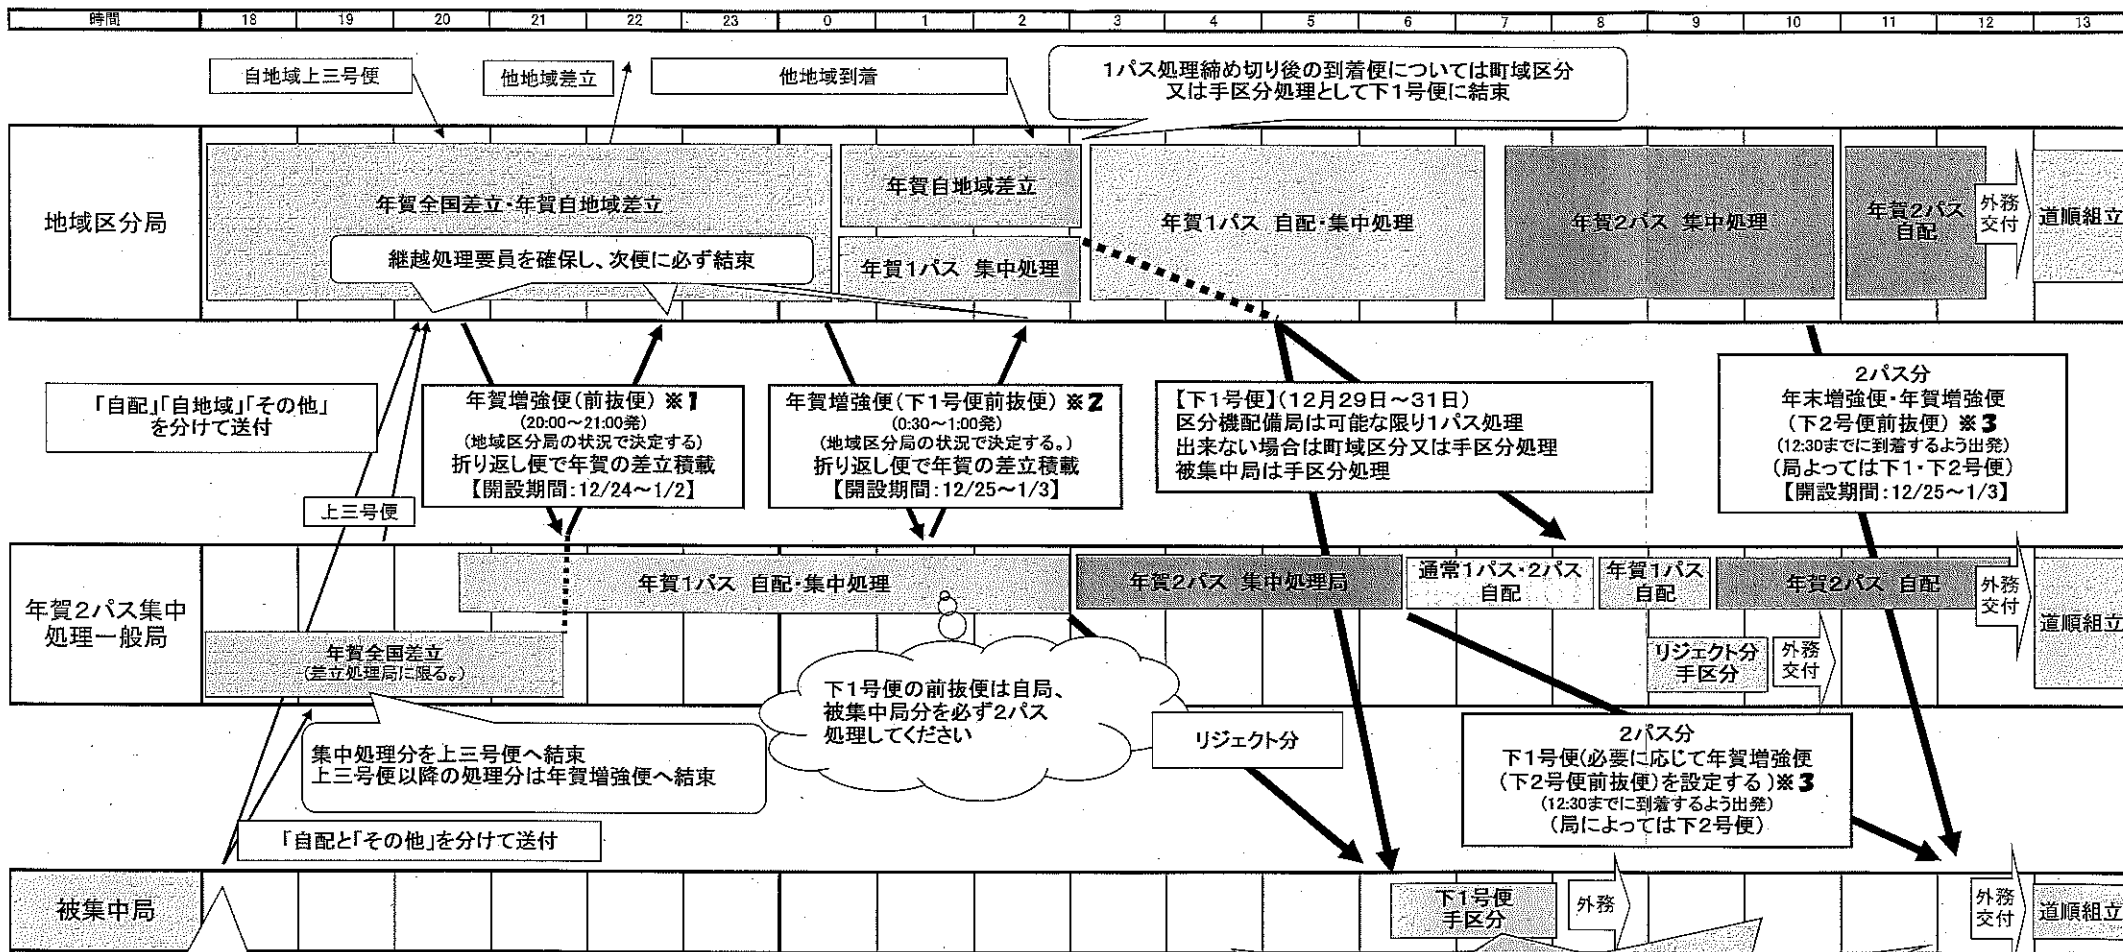 時間 18 19 20 21 22 23 0 1 2 3 4 5 6 7 8 9 10 11 12 13
自地域上三号便
他地域差立
他地域到着
1パス処理締め切り後の到着便については町域区分
又は手区分処理として下1号便に結束
地域区分局
年賀全国差立・年賀自地域差立
年賀自地域差立
年賀1パス 集中処理
年賀1パス 自配・集中処理
年賀2パス 集中処理
年賀2パス
自配
外務
交付
道順組立
継越処理要員を確保し、次便に必ず結束
「自配」「自地域」「その他」
を分けて送付
上三号便
年賀増強便(前抜便) ※1
(20:00～21:00発)
(地域区分局の状況で決定する)
折り返し便で年賀の差立積載
【開設期間:12/24～1/2】
年賀増強便(下1号便前抜便) ※2
(0:30～1:00発)
(地域区分局の状況で決定する。)
折り返し便で年賀の差立積載
【開設期間:12/25～1/3】
【下1号便】(12月29日～31日)
区分機配備局は可能な限り1パス処理
出来ない場合は町域区分又は手区分処理
被集中局は手区分処理
2パス分
年末増強便・年賀増強便
(下2号便前抜便) ※3
(12:30までに到着するよう出発)
(局よっては下1・下2号便)
【開設期間:12/25～1/3】
年賀2パス集中
処理一般局
年賀1パス 自配・集中処理
年賀2パス 集中処理局
通常1パス・2パス
自配
年賀1パス
自配
年賀2パス 自配
外務
交付
道順組立
年賀全国差立
(差立処理局に限る。)
リジェクト分
手区分
外務
交付
集中処理分を上三号便へ結束
上三号便以降の処理分は年賀増強便へ結束
下1号便の前抜便は自局、
被集中局分を必ず2パス
処理してください
リジェクト分
2パス分
下1号便(必要に応じて年賀増強便
(下2号便前抜便)を設定する)※3
(12:30までに到着するよう出発)
(局によっては下2号便)
「自配と「その他」を分けて送付
被集中局
下1号便
手区分
外務
外務
交付
道順組立